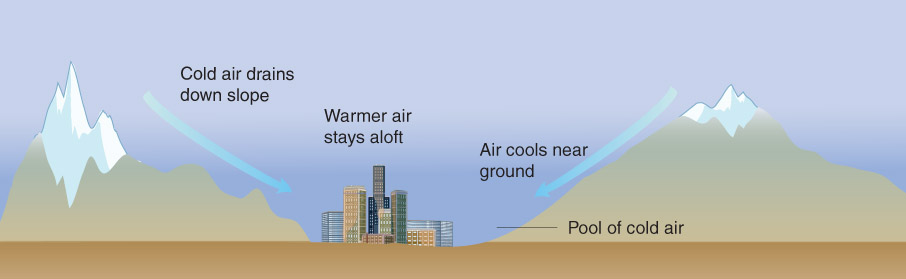 Cold air drains
down slope
Warmer air
stays aloft
Air cools near
ground
Pool of cold air